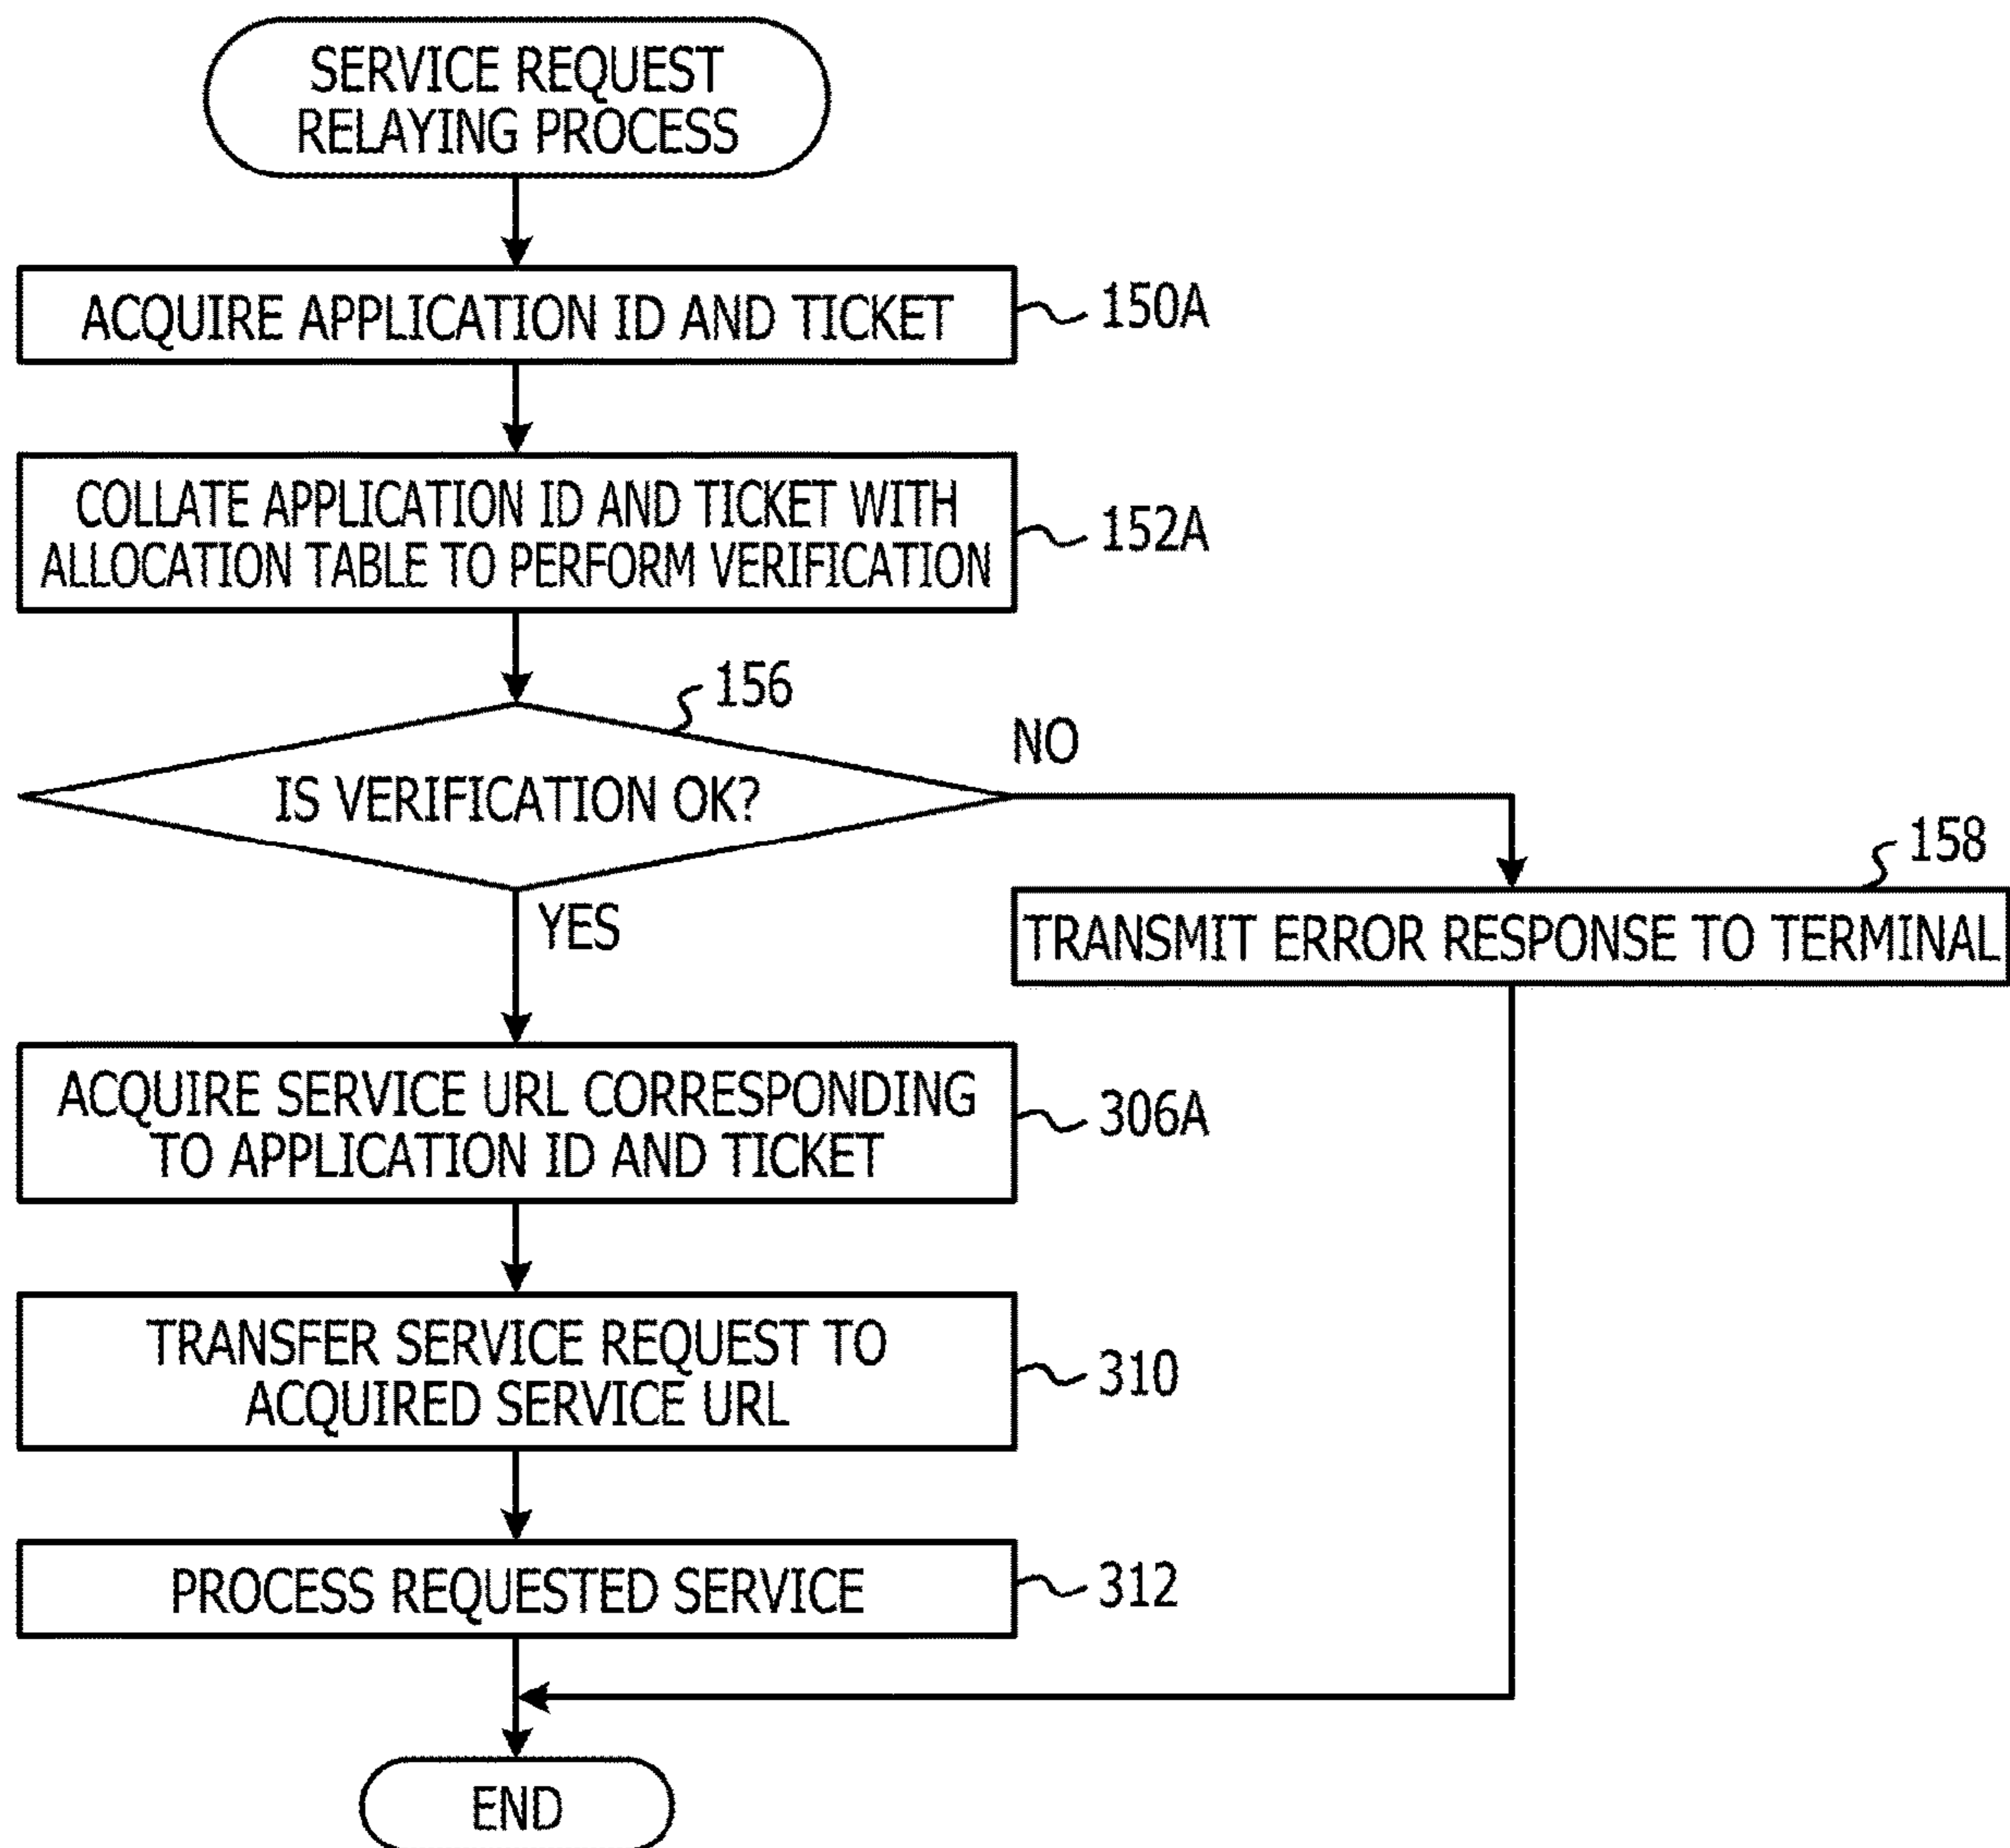 SERVICE REQUEST
RELAYING PROCESS
ACQUIRE APPLICATION ID AND TICKET
150A
COLLATE APPLICATION ID AND TICKET WITH
ALLOCATION TABLE TO PERFORM VERIFICATION
152A
156
IS VERIFICATION OK?
NO
YES
158
TRANSMIT ERROR RESPONSE TO TERMINAL
ACQUIRE SERVICE URL CORRESPONDING
TO APPLICATION ID AND TICKET
306A
TRANSFER SERVICE REQUEST TO
ACQUIRED SERVICE URL
310
PROCESS REQUESTED SERVICE
312
END